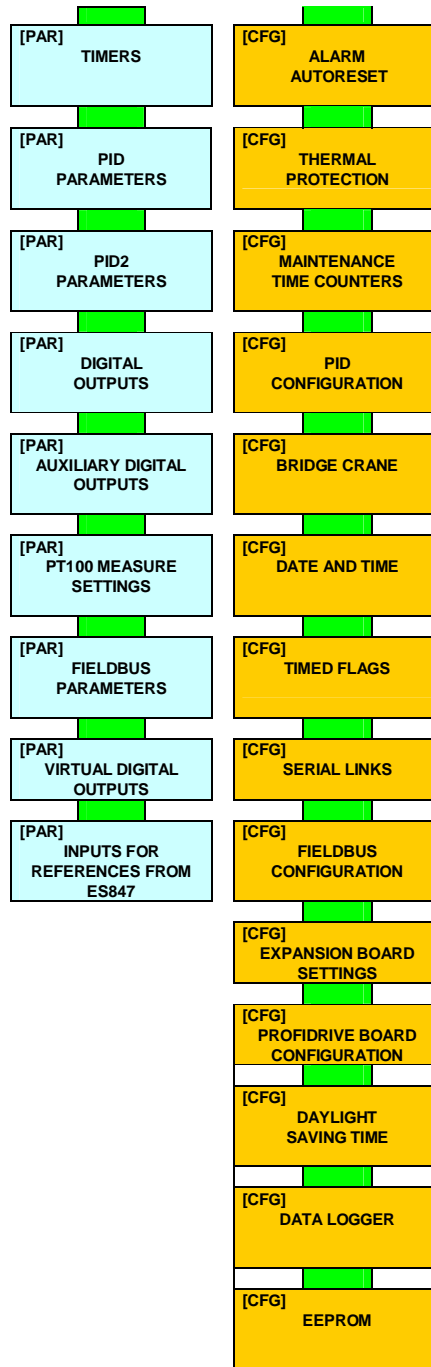 [PAR]
TIMERS
[PAR]
PID
PARAMETERS
[PAR]
PID2
PARAMETERS
[PAR]
DIGITAL
OUTPUTS
[PAR]
AUXILIARY DIGITAL
OUTPUTS
[PAR]
PT100 MEASURE
SETTINGS
[PAR]
FIELDBUS
PARAMETERS
[PAR]
VIRTUAL DIGITAL
OUTPUTS
[PAR]
INPUTS FOR
REFERENCES FROM
ES847
[CFG]
ALARM
AUTORESET
[CFG]
THERMAL
PROTECTION
[CFG]
MAINTENANCE
TIME COUNTERS
[CFG]
PID
CONFIGURATION
[CFG]
BRIDGE CRANE
[CFG]
DATE AND TIME
[CFG]
TIMED FLAGS
[CFG]
SERIAL LINKS
[CFG]
FIELDBUS
CONFIGURATION
[CFG]
EXPANSION BOARD
SETTINGS
[CFG]
PROFIDRIVE BOARD
CONFIGURATION
[CFG]
DAYLIGHT
SAVING TIME
[CFG]
DATA LOGGER
[CFG]
EEPROM